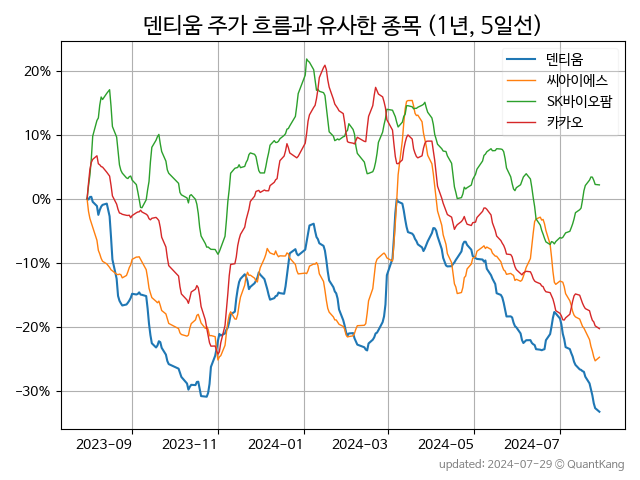 덴티움 주가 흐름과 유사한 종목 (1년, 5일선)
덴티움
씨아이에스
SK바이오팜
카카오
20%
10%
0%
−10%
−20%
−30%
2023-09
2023-11
2024-01
2024-03
2024-05
2024-07
updated: 2024-07-29 © QuantKang